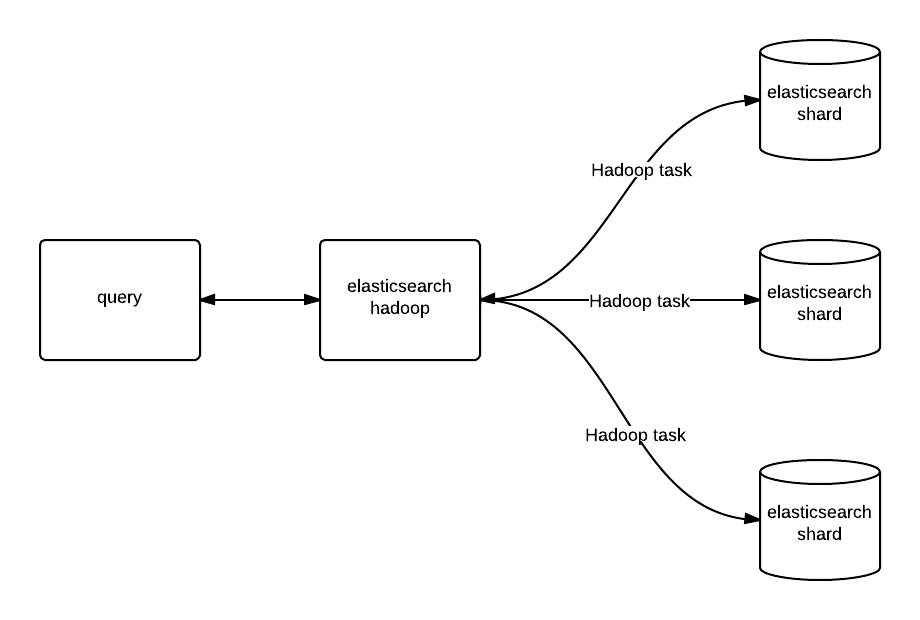 query
elasticsearch
hadoop
Hadoop task
Hadoop task
Hadoop task
elasticsearch
shard
elasticsearch
shard
elasticsearch
shard